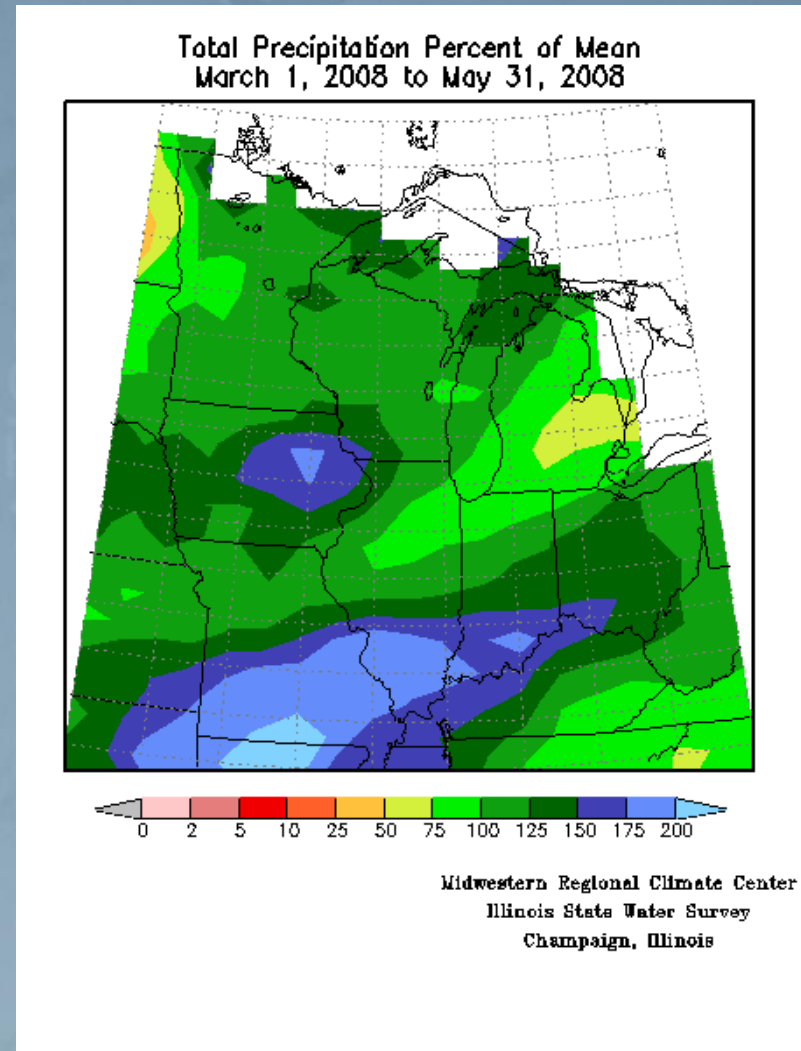 Total Precipitation Percent of Mean
March 1, 2008 to May 31, 2008
0 2 5 10 25 50 75 100 125 150 175 200
Midwestern Regional Climate Center
Illinois State Water Survey
Champaign, Illinois